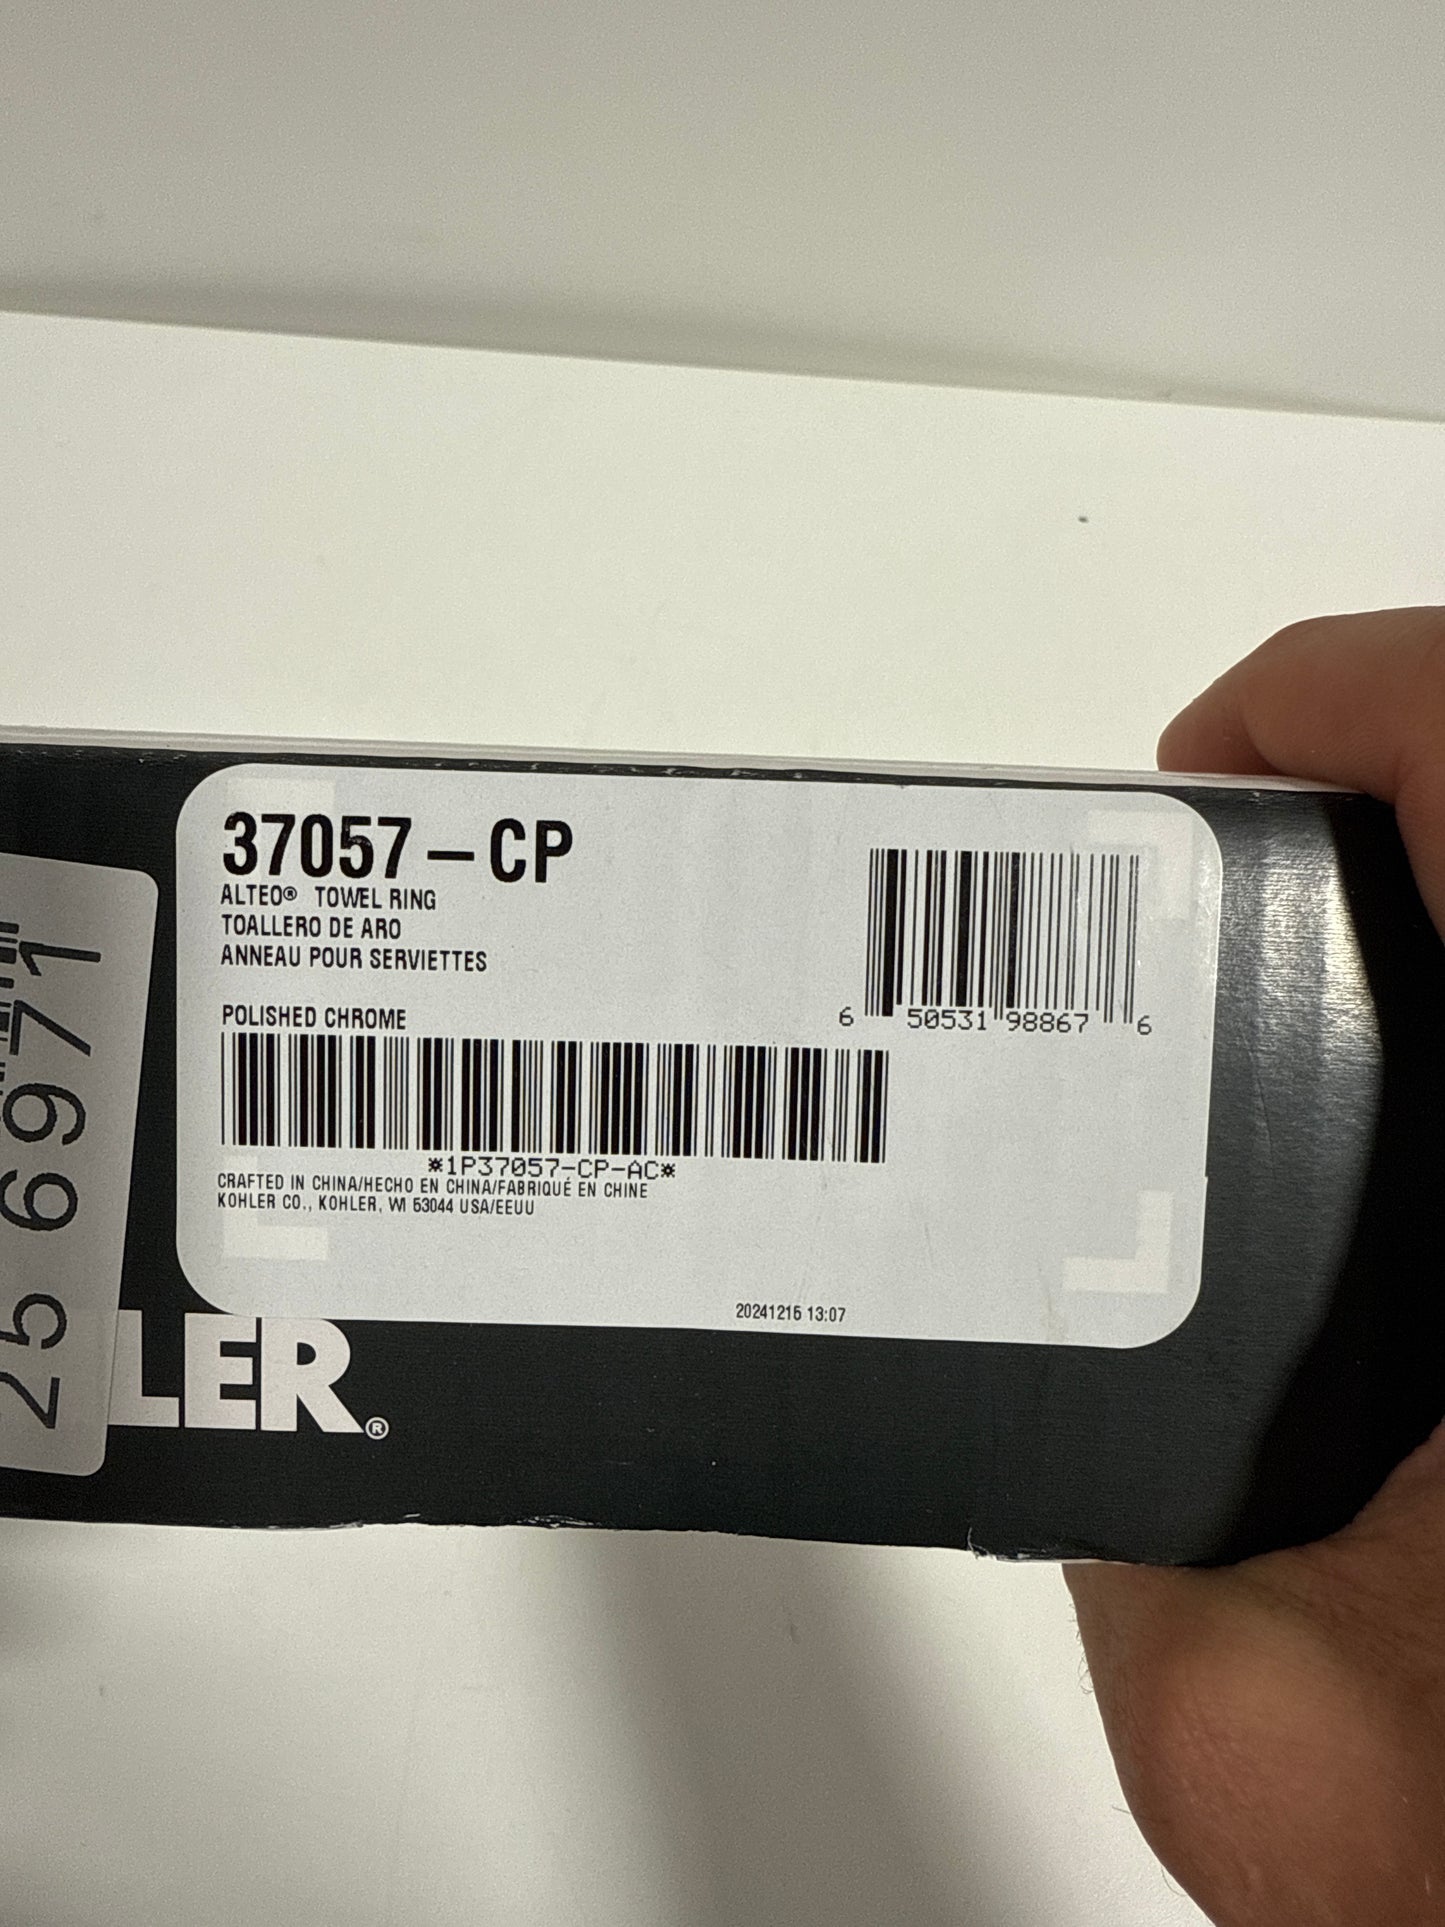 37057-CP
ALTEO® TOWEL RING
TOALLERO DE ARO
ANNEAU POUR SERVIETTES
POLISHED CHROME
6 50531 98867 6
*1P37057-CP-AC*
CRAFTED IN CHINA/HECHO EN CHINA/FABRIQUÉ EN CHINE
KOHLER CO., KOHLER, WI 53044 USA/EEUU
20241216 13:07
LER®
25 6971